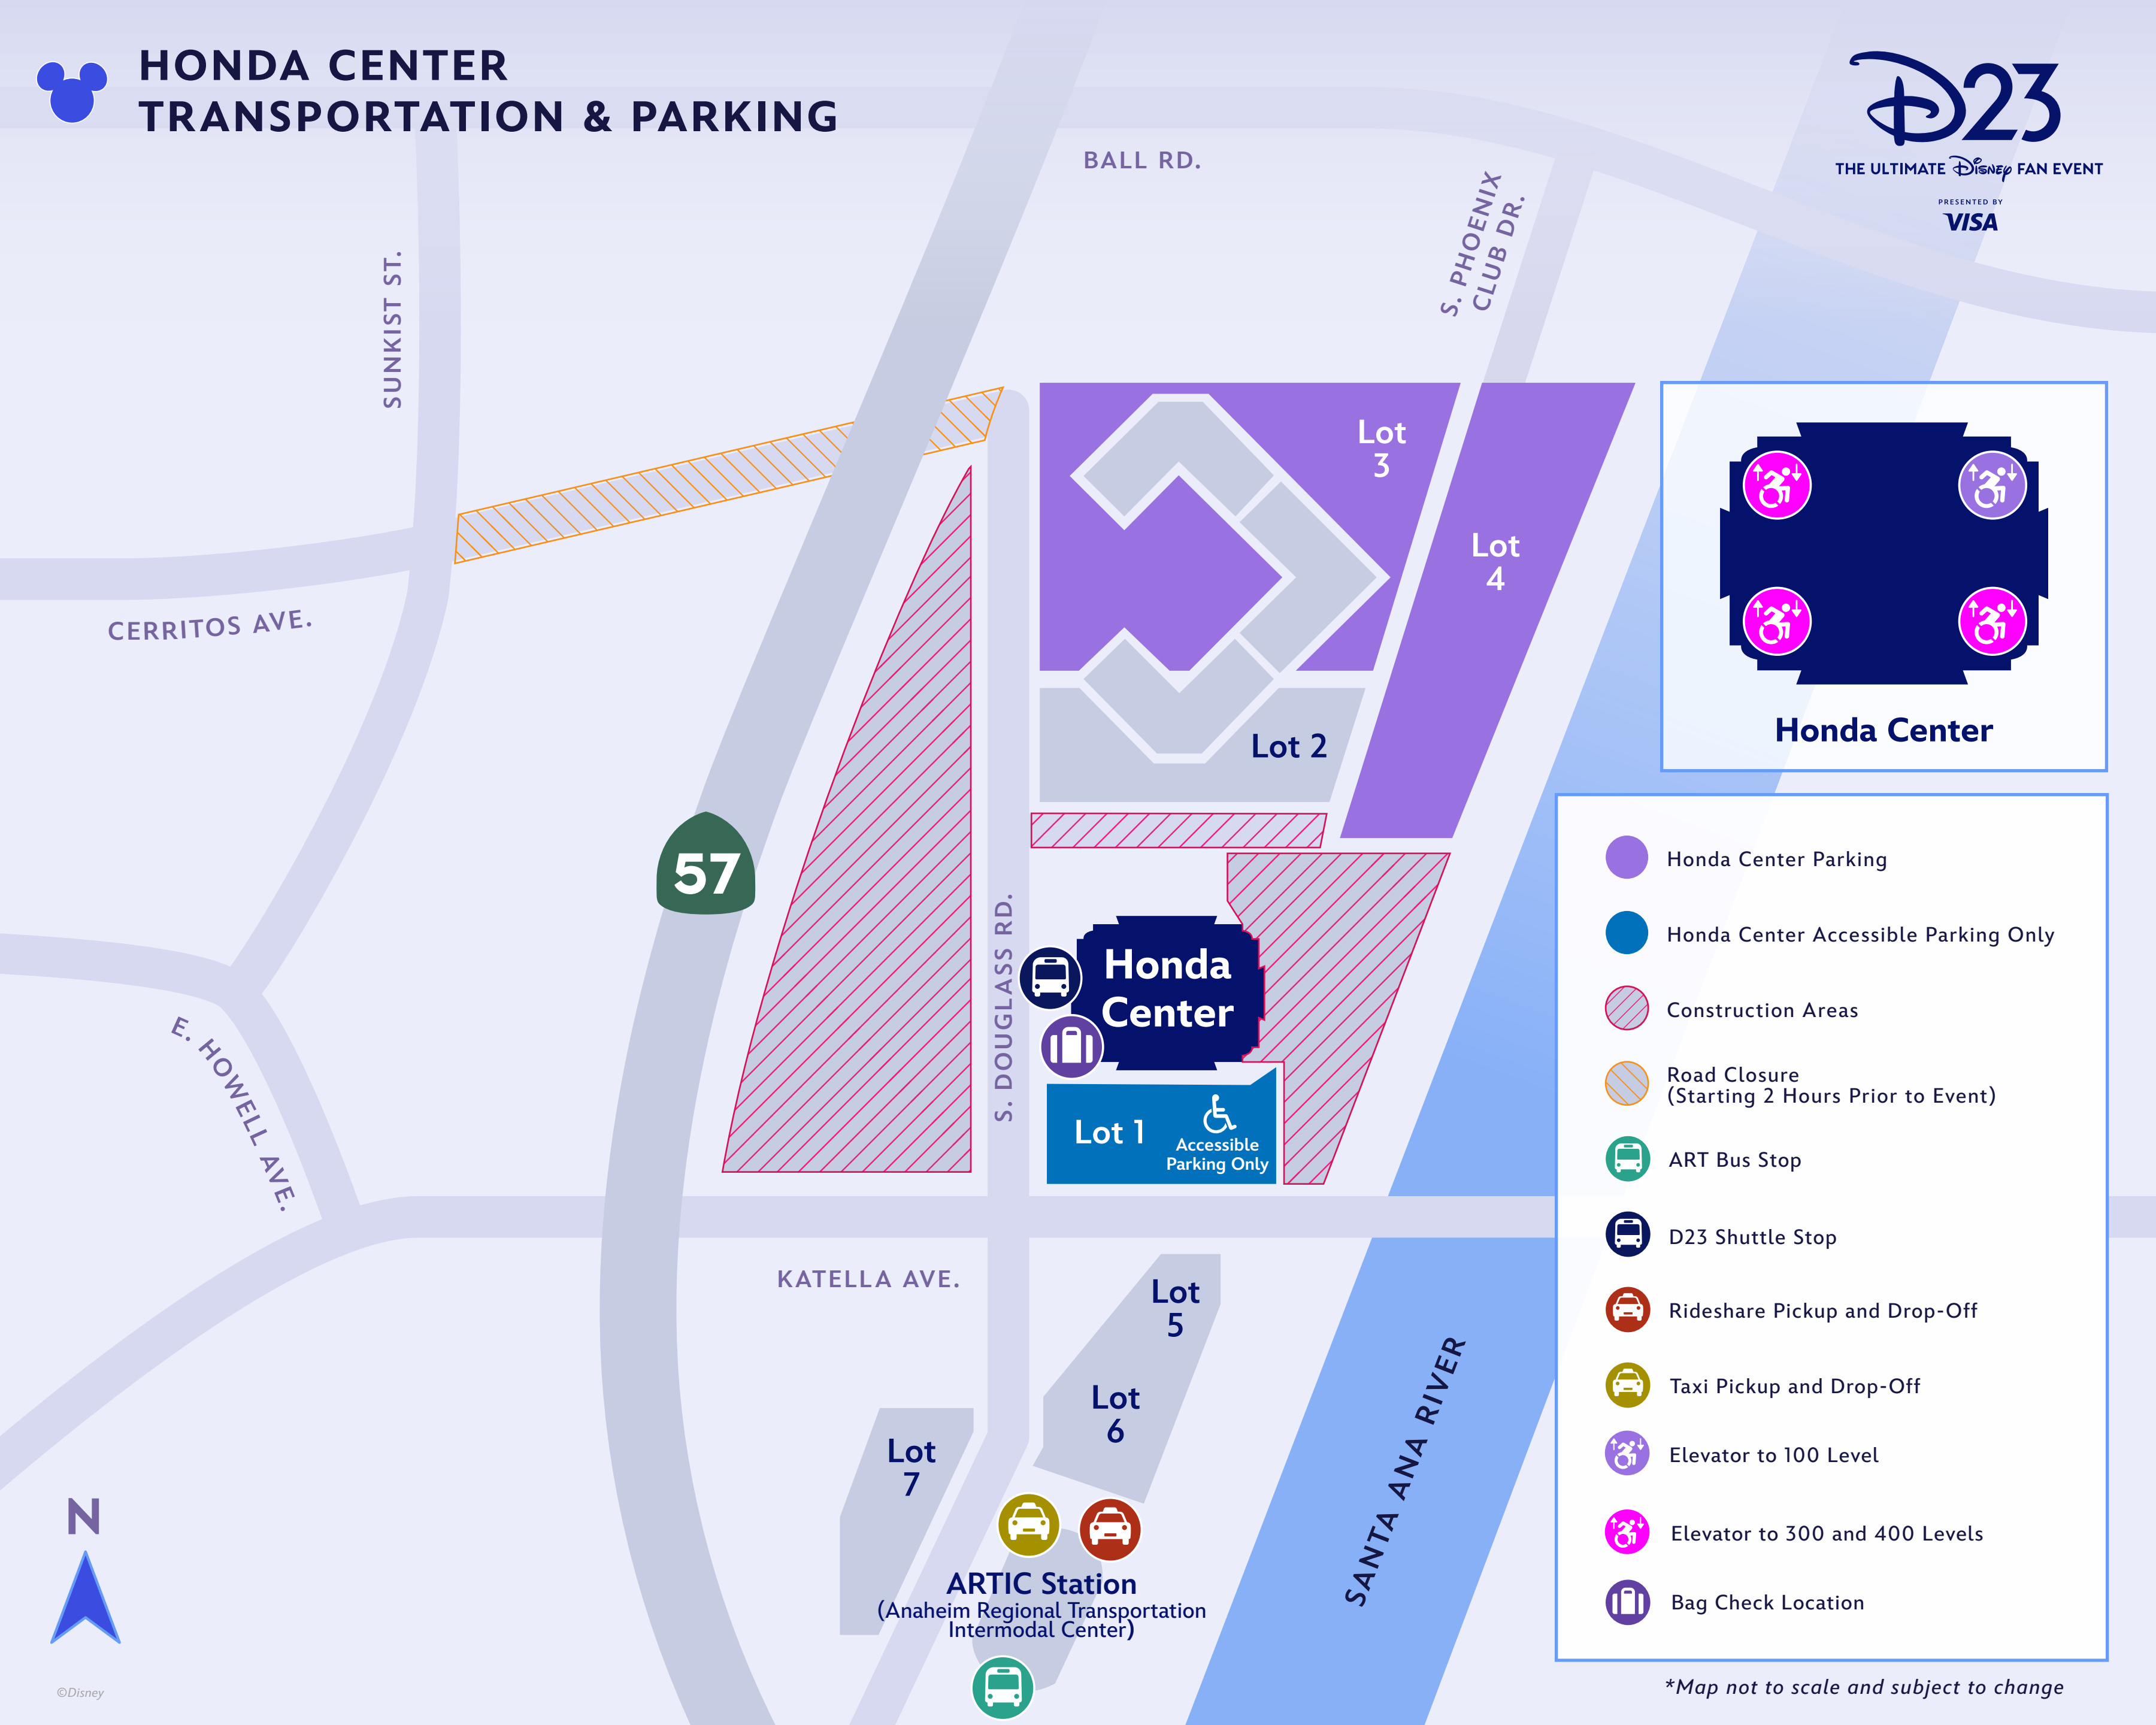 HONDA CENTER
TRANSPORTATION & PARKING
D23
THE ULTIMATE Disney FAN EVENT
PRESENTED BY
VISA
BALL RD.
S. PHOENIX
CLUB DR.
SUNKIST ST.
CERRITOS AVE.
Lot
3
Lot
4
Lot 2
Honda Center
57
S. DOUGLASS RD.
Honda
Center
Lot 1
Accessible
Parking Only
E. HOWELL AVE.
KATELLA AVE.
Lot
5
Lot
6
Lot
7
SANTA ANA RIVER
ARTIC Station
(Anaheim Regional Transportation
Intermodal Center)
Honda Center Parking
Honda Center Accessible Parking Only
Construction Areas
Road Closure
(Starting 2 Hours Prior to Event)
ART Bus Stop
D23 Shuttle Stop
Rideshare Pickup and Drop-Off
Taxi Pickup and Drop-Off
Elevator to 100 Level
Elevator to 300 and 400 Levels
Bag Check Location
N
©Disney
*Map not to scale and subject to change